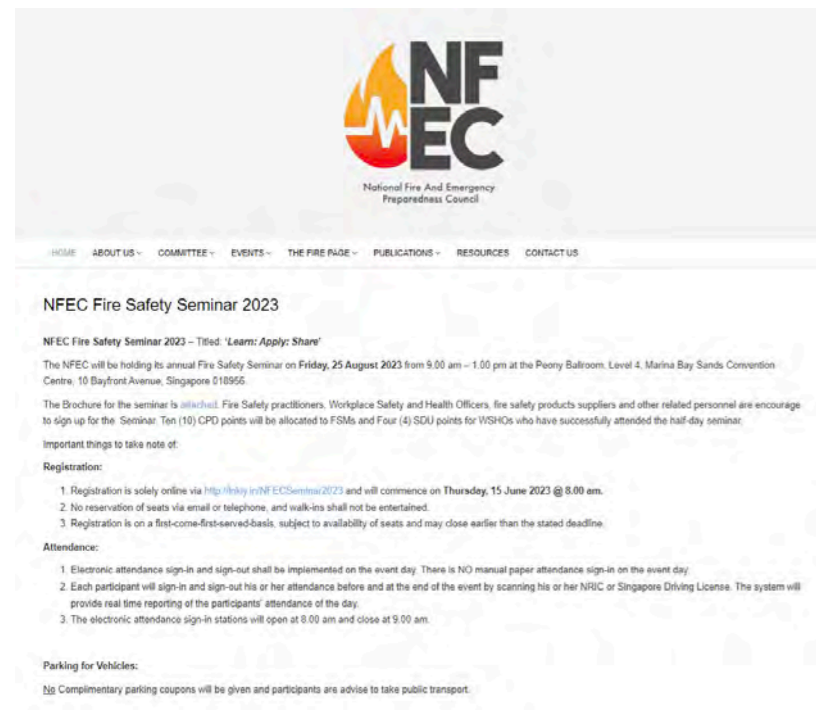 NF
EC
National Fire And Emergency
Preparedness Council
HOME ABOUT US COMMITTEE EVENTS THE FIRE PAGE PUBLICATIONS RESOURCES CONTACT US
NFEC Fire Safety Seminar 2023
NFEC Fire Safety Seminar 2023 – Titled: 'Learn: Apply: Share'
The NFEC will be holding its annual Fire Safety Seminar on Friday, 25 August 2023 from 9.00 am – 1.00 pm at the Peony Ballroom, Level 4, Marina Bay Sands Convention
Centre, 10 Bayfront Avenue, Singapore 018956.
The Brochure for the seminar is attached. Fire Safety practitioners, Workplace Safety and Health Officers, fire safety products suppliers and other related personnel are encourage
to sign up for the Seminar. Ten (10) CPD points will be allocated to FSMs and Four (4) SDU points for WSHOs who have successfully attended the half-day seminar.
Important things to take note of:
Registration:
1. Registration is solely online via http://inkiy.in/NFECSeminar2023 and will commence on Thursday, 15 June 2023 @ 8.00 am.
2. No reservation of seats via email or telephone, and walk-ins shall not be entertained.
3. Registration is on a first-come-first-served-basis, subject to availability of seats and may close earlier than the stated deadline.
Attendance:
1. Electronic attendance sign-in and sign-out shall be implemented on the event day. There is NO manual paper attendance sign-in on the event day.
2. Each participant will sign-in and sign-out his or her attendance before and at the end of the event by scanning his or her NRIC or Singapore Driving License. The system will
provide real time reporting of the participants' attendance of the day.
3. The electronic attendance sign-in stations will open at 8.00 am and close at 9.00 am.
Parking for Vehicles:
No Complimentary parking coupons will be given and participants are advise to take public transport.